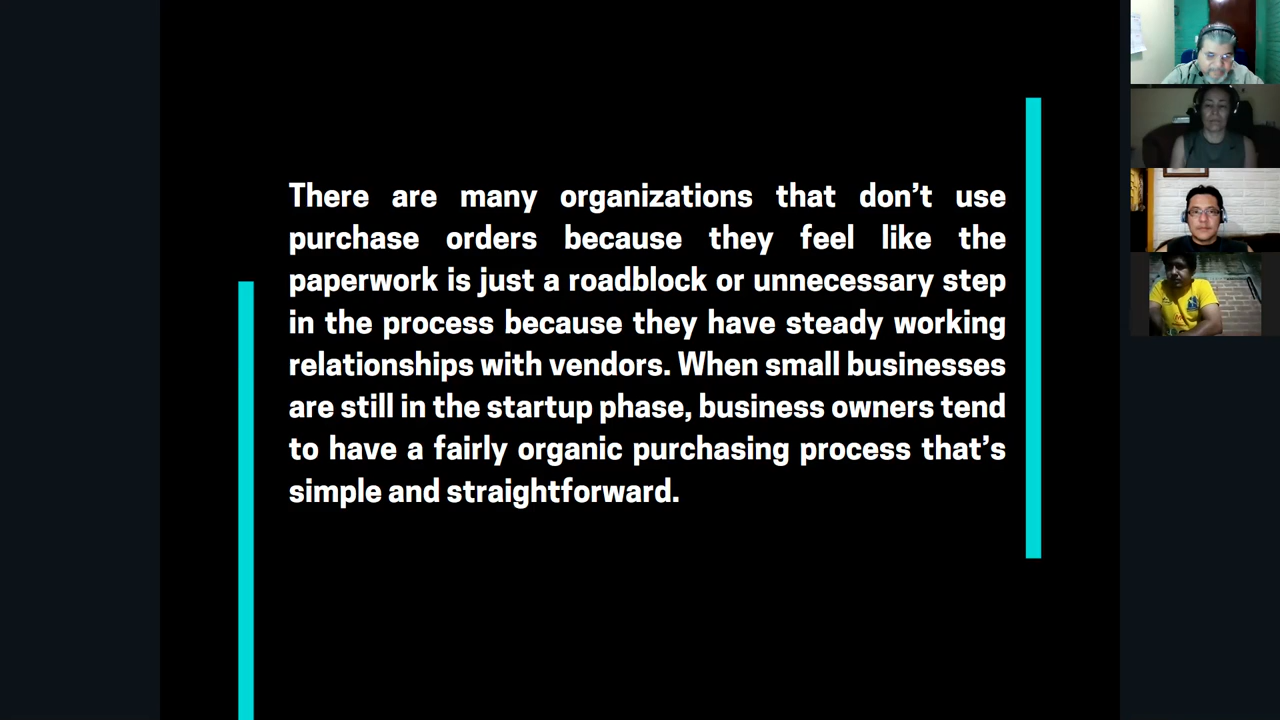 There are many organizations that don’t use
purchase orders because they feel like the
paperwork is just a roadblock or unnecessary step
in the process because they have steady working
relationships with vendors. When small businesses
are still in the startup phase, business owners tend
to have a fairly organic purchasing process that’s
simple and straightforward.